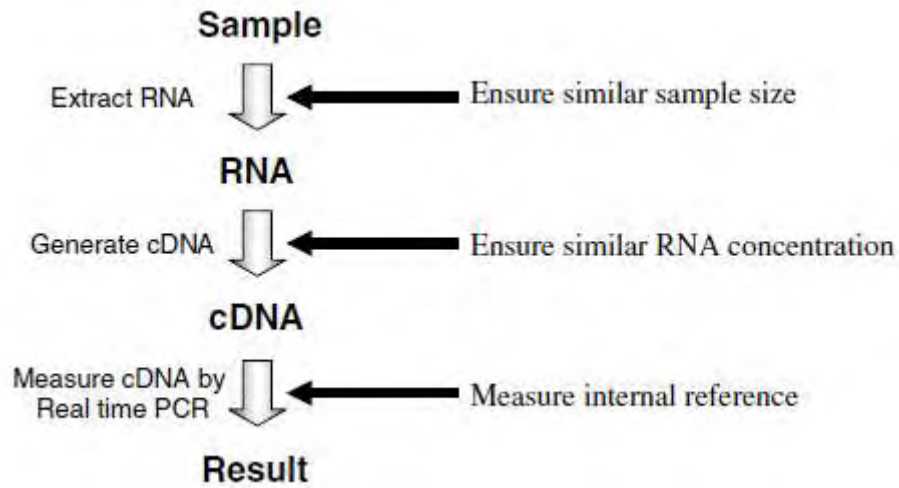 Sample
Extract RNA
Ensure similar sample size
RNA
Generate cDNA
Ensure similar RNA concentration
cDNA
Measure cDNA by
Real time PCR
Measure internal reference
Result